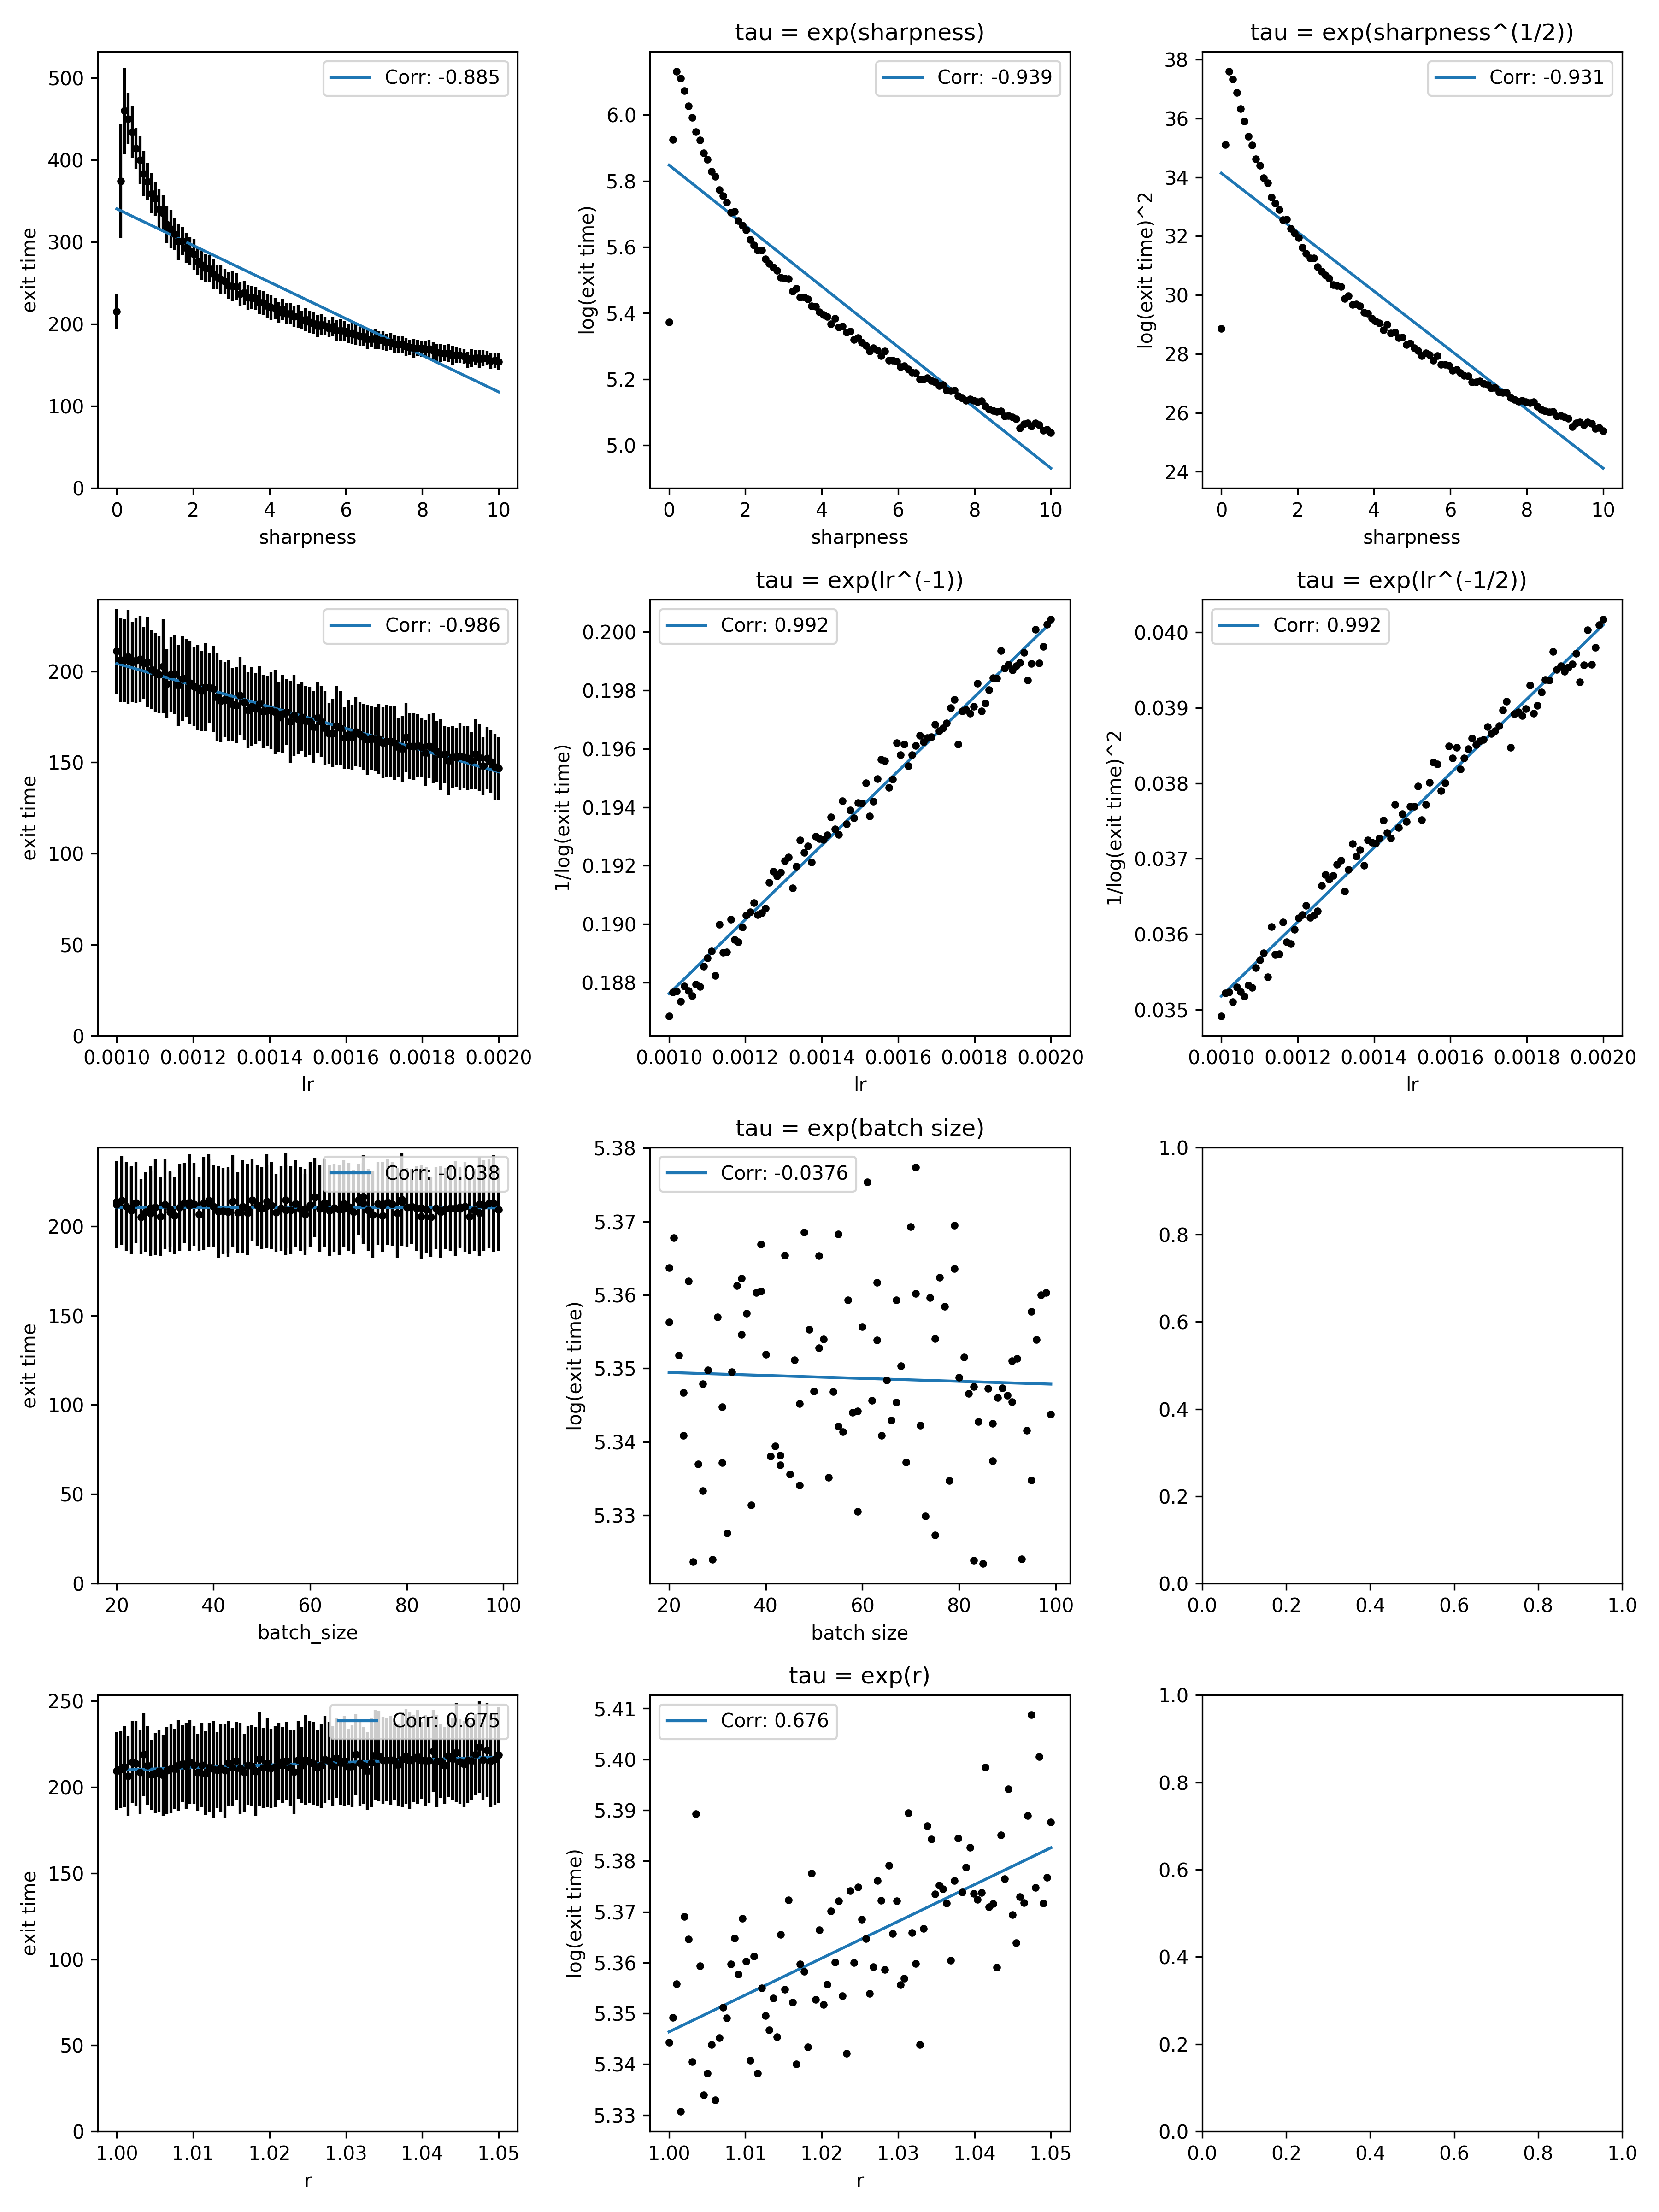 tau = exp(sharpness)
tau = exp(sharpness^(1/2))
Corr: -0.885
Corr: -0.939
Corr: -0.931
exit time
500
400
300
200
100
0
0 2 4 6 8 10
sharpness
log(exit time)
6.0
5.8
5.6
5.4
5.2
5.0
0 2 4 6 8 10
sharpness
log(exit time)^2
38
36
34
32
30
28
26
24
0 2 4 6 8 10
sharpness
tau = exp(lr^(-1))
tau = exp(lr^(-1/2))
Corr: -0.986
Corr: 0.992
Corr: 0.992
exit time
200
150
100
50
0
0.0010 0.0012 0.0014 0.0016 0.0018 0.0020
lr
1/log(exit time)
0.200
0.198
0.196
0.194
0.192
0.190
0.188
0.0010 0.0012 0.0014 0.0016 0.0018 0.0020
lr
1/log(exit time)^2
0.040
0.039
0.038
0.037
0.036
0.035
0.0010 0.0012 0.0014 0.0016 0.0018 0.0020
lr
tau = exp(batch size)
Corr: -0.038
Corr: -0.0376
exit time
200
150
100
50
0
20 40 60 80 100
batch_size
log(exit time)
5.38
5.37
5.36
5.35
5.34
5.33
20 40 60 80 100
batch size
1.0
0.8
0.6
0.4
0.2
0.0
0.0 0.2 0.4 0.6 0.8 1.0
tau = exp(r)
Corr: 0.675
Corr: 0.676
exit time
250
200
150
100
50
0
1.00 1.01 1.02 1.03 1.04 1.05
r
log(exit time)
5.41
5.40
5.39
5.38
5.37
5.36
5.35
5.34
5.33
1.00 1.01 1.02 1.03 1.04 1.05
r
1.0
0.8
0.6
0.4
0.2
0.0
0.0 0.2 0.4 0.6 0.8 1.0